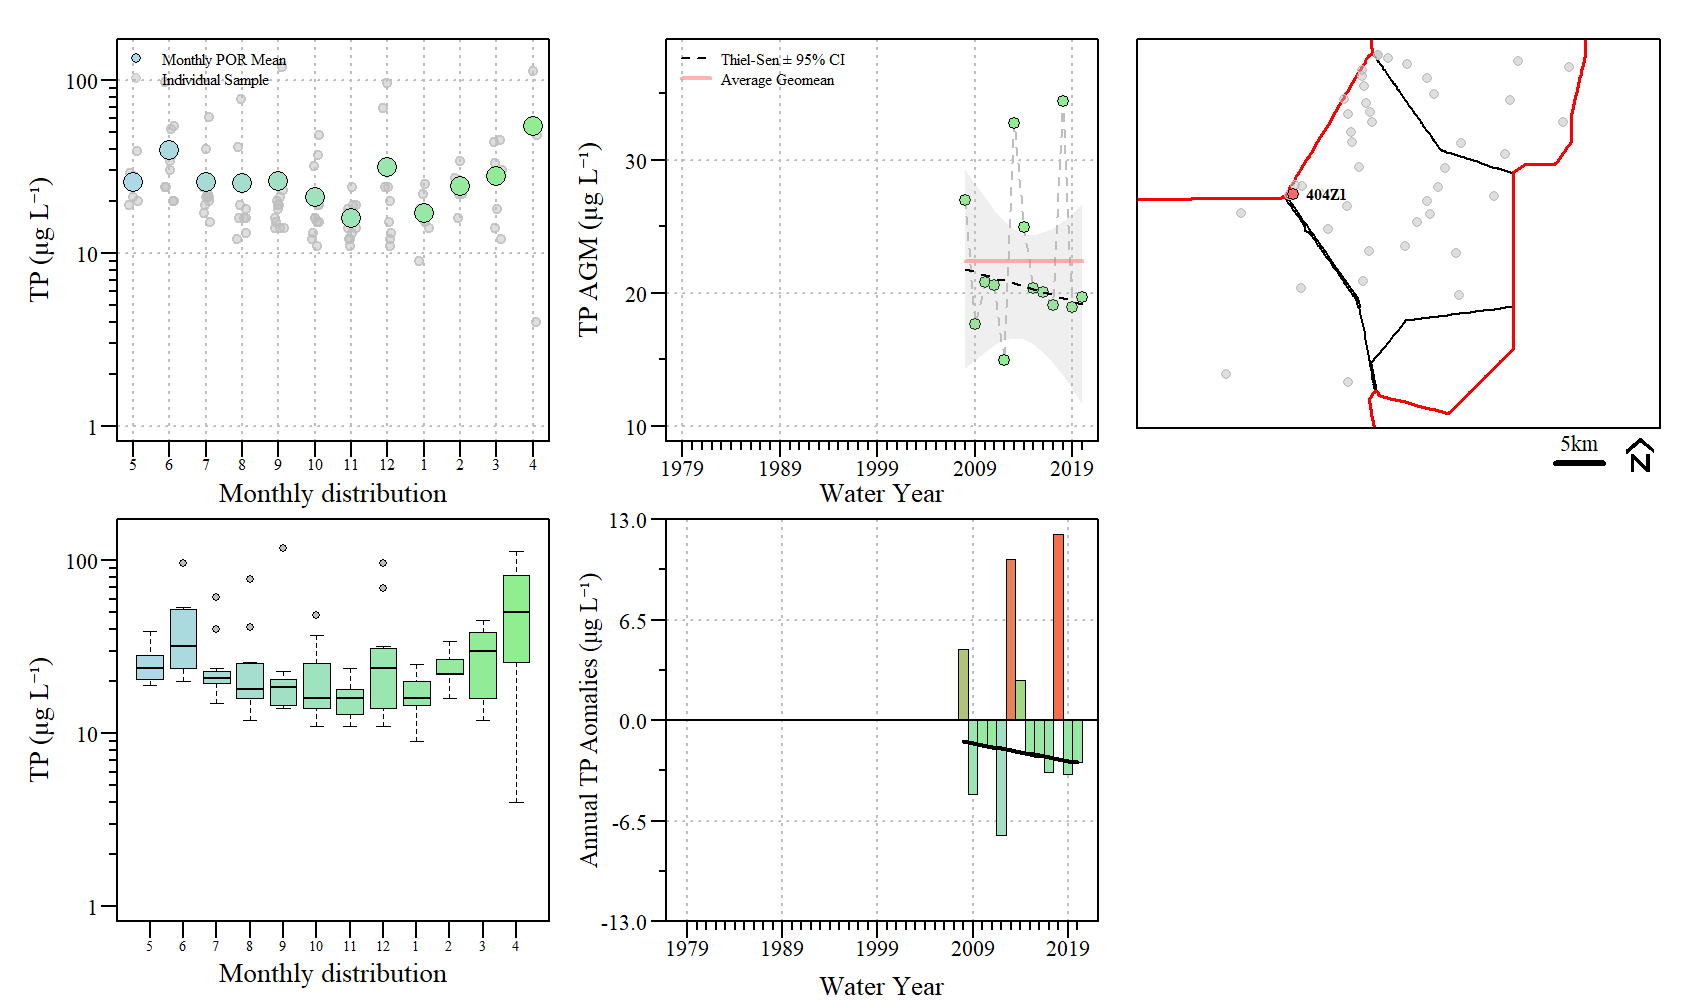 Monthly POR Mean
Individual Sample
100
10
1
TP (µg L⁻¹)
5 6 7 8 9 10 11 12 1 2 3 4
Monthly distribution
Thiel-Sen ± 95% CI
Average Geomean
30
20
10
TP AGM (µg L⁻¹)
1979 1989 1999 2009 2019
Water Year
404Z1
5km
N
100
10
1
TP (µg L⁻¹)
5 6 7 8 9 10 11 12 1 2 3 4
Monthly distribution
13.0
6.5
0.0
-6.5
-13.0
Annual TP Aomalies (µg L⁻¹)
1979 1989 1999 2009 2019
Water Year